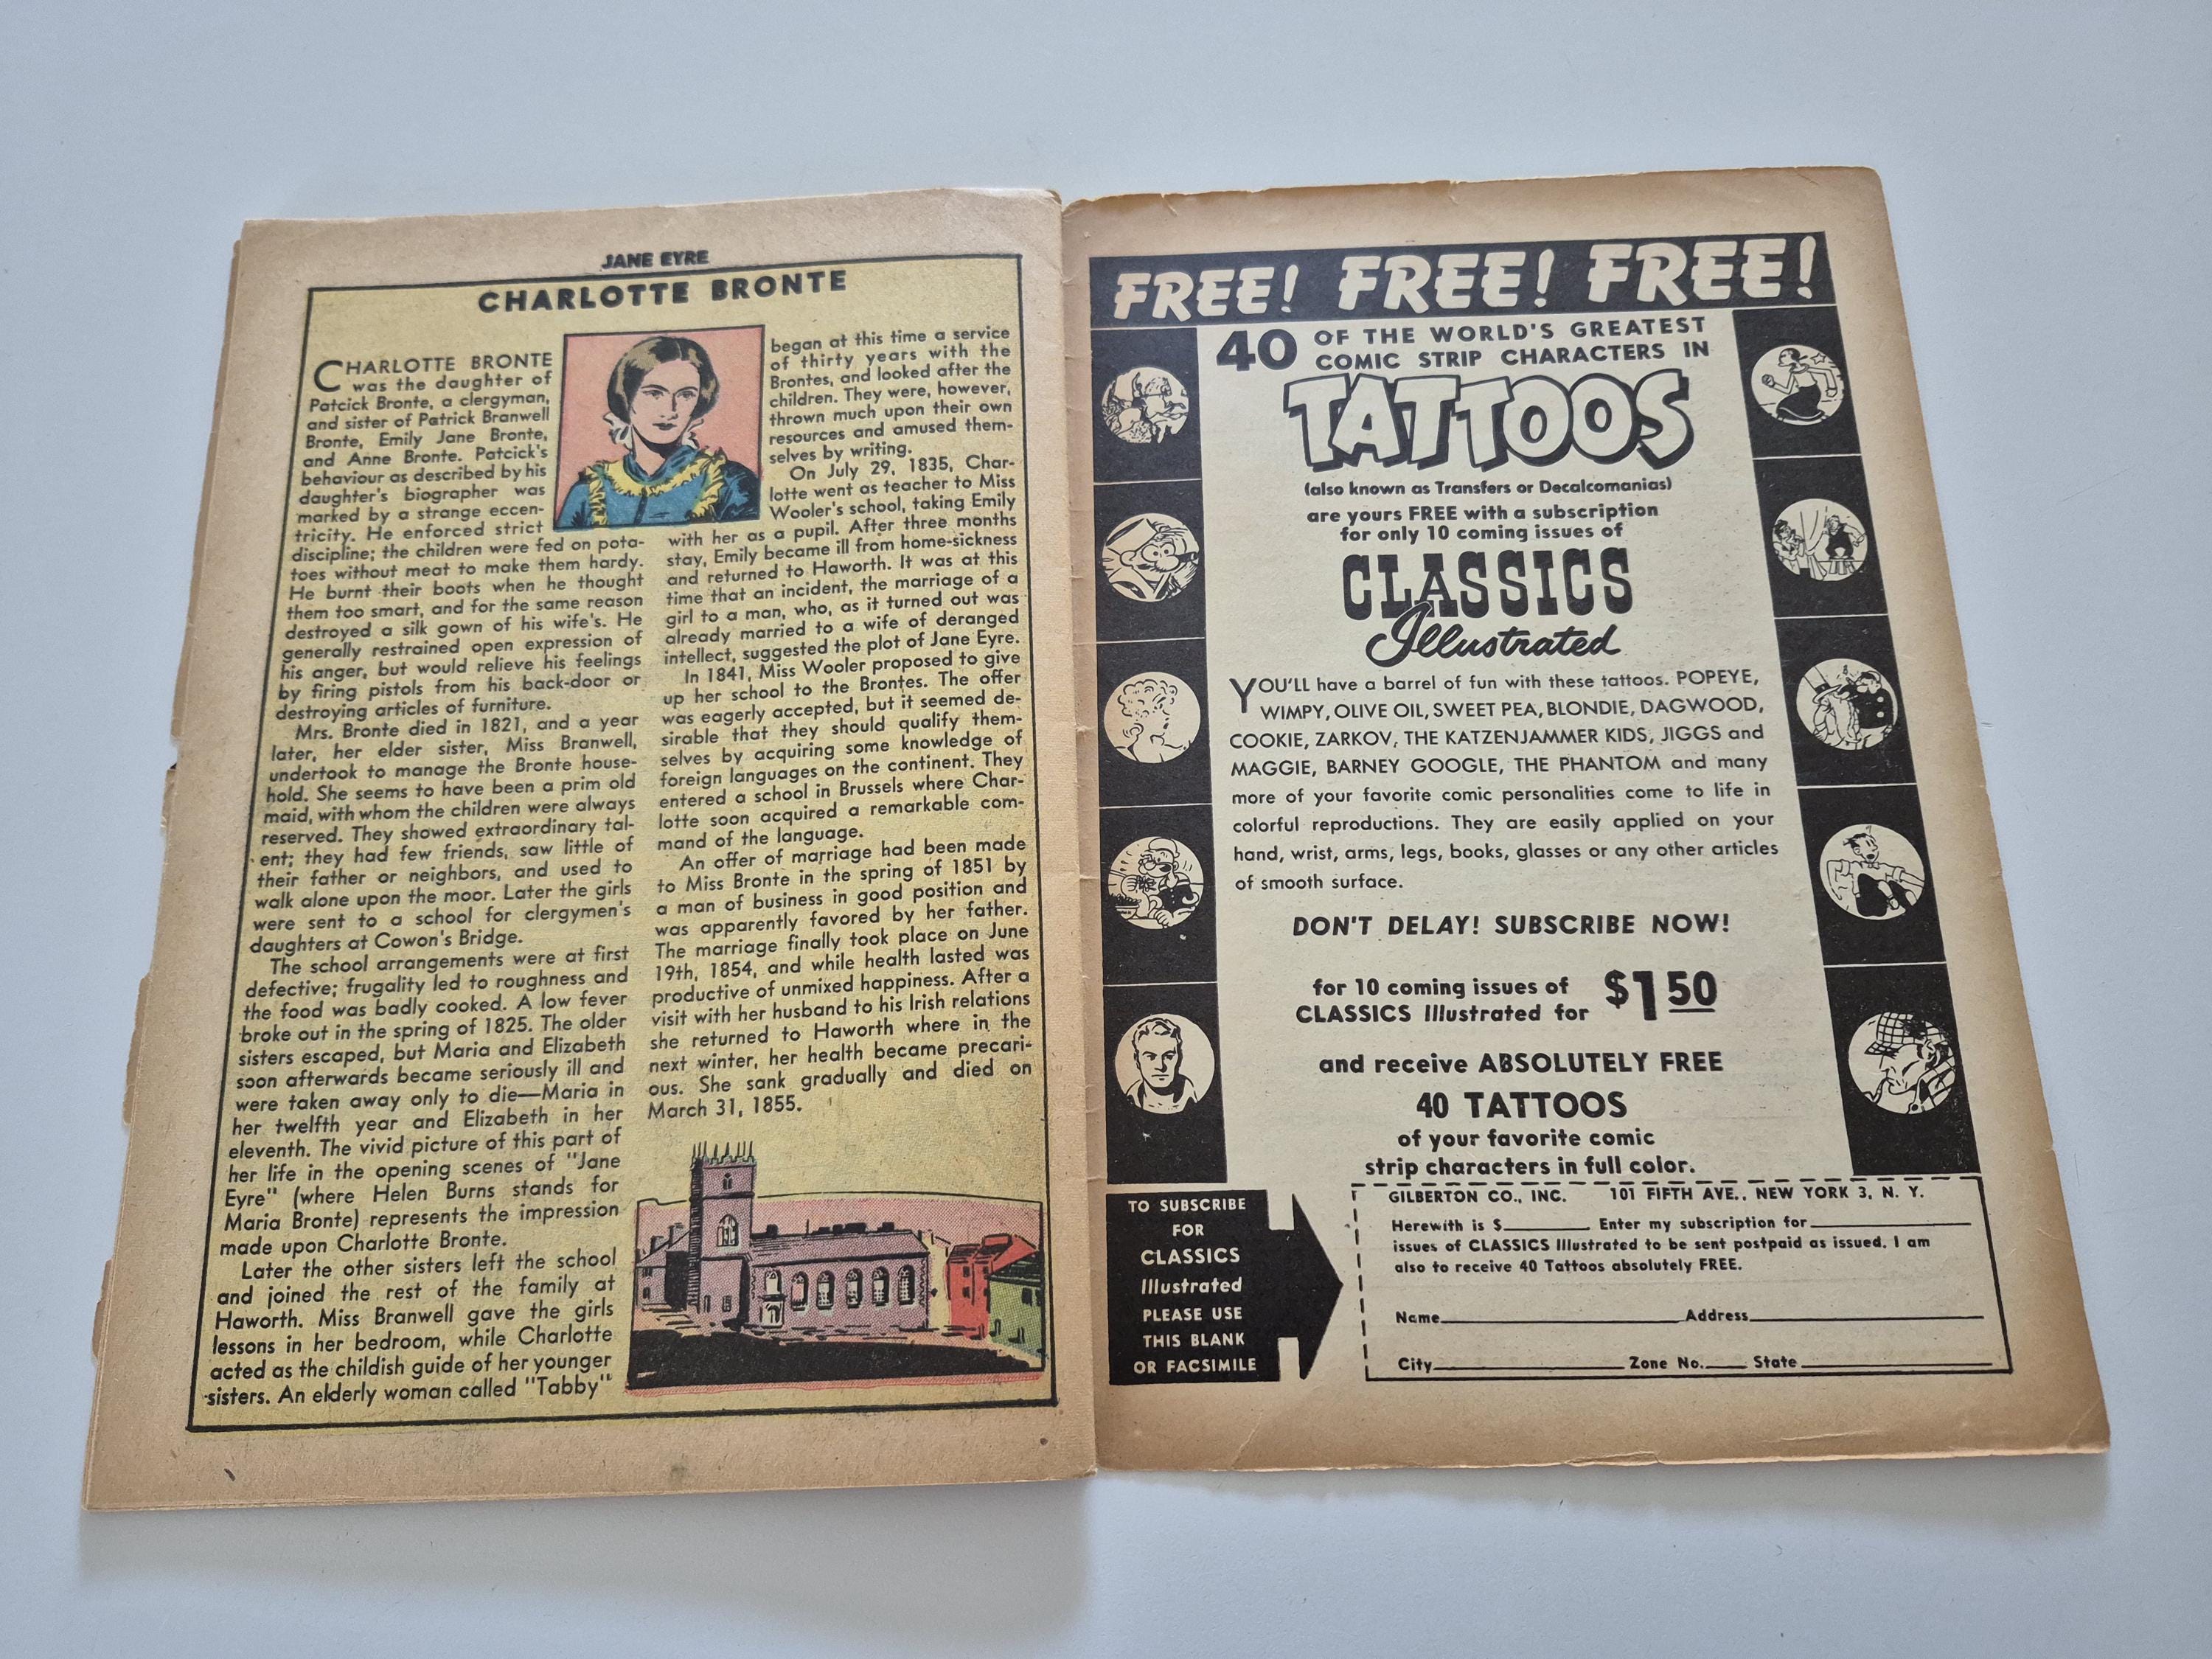 JANE EYRE
CHARLOTTE BRONTE
CHARLOTTE BRONTE
was the daughter of
Patcick Bronte, a clergyman,
and sister of Patrick Branwell
Bronte, Emily Jane Bronte,
and Anne Bronte. Patcick's
behaviour as described by his
daughter's biographer was
marked by a strange eccen-
tricity. He enforced strict
discipline; the children were fed on pota-
toes without meat to make them hardy.
He burnt their boots when he thought
them too smart, and for the same reason
destroyed a silk gown of his wife's. He
generally restrained open expression of
his anger, but would relieve his feelings
by firing pistols from his back-door or
destroying articles of furniture.
Mrs. Bronte died in 1821, and a year
later, her elder sister, Miss Branwell,
undertook to manage the Bronte house-
hold. She seems to have been a prim old
maid, with whom the children were always
reserved. They showed extraordinary tal-
ent; they had few friends, saw little of
their father or neighbors, and used to
walk alone upon the moor. Later the girls
were sent to a school for clergymen's
daughters at Cowon's Bridge.
The school arrangements were at first
defective; frugality led to roughness and
the food was badly cooked. A low fever
broke out in the spring of 1825. The older
sisters escaped, but Maria and Elizabeth
soon afterwards became seriously ill and
were taken away only to die—Maria in
her twelfth year and Elizabeth in her
eleventh. The vivid picture of this part of
her life in the opening scenes of "Jane
Eyre" (where Helen Burns stands for
Maria Bronte) represents the impression
made upon Charlotte Bronte.
Later the other sisters left the school
and joined the rest of the family at
Haworth. Miss Branwell gave the girls
lessons in her bedroom, while Charlotte
acted as the childish guide of her younger
sisters. An elderly woman called "Tabby"
began at this time a service
of thirty years with the
Brontes, and looked after the
children. They were, however,
thrown much upon their own
resources and amused them-
selves by writing.
On July 29, 1835, Char-
lotte went as teacher to Miss
Wooler's school, taking Emily
with her as a pupil. After three months
stay, Emily became ill from home-sickness
and returned to Haworth. It was at this
time that an incident, the marriage of a
girl to a man, who, as it turned out was
already married to a wife of deranged
intellect, suggested the plot of Jane Eyre.
In 1841, Miss Wooler proposed to give
up her school to the Brontes. The offer
was eagerly accepted, but it seemed de-
sirable that they should qualify them-
selves by acquiring some knowledge of
foreign languages on the continent. They
entered a school in Brussels where Char-
lotte soon acquired a remarkable com-
mand of the language.
An offer of marriage had been made
to Miss Bronte in the spring of 1851 by
a man of business in good position and
was apparently favored by her father.
The marriage finally took place on June
19th, 1854, and while health lasted was
productive of unmixed happiness. After a
visit with her husband to his Irish relations
she returned to Haworth where in the
next winter, her health became precari-
ous. She sank gradually and died on
March 31, 1855.
FREE! FREE! FREE!
40 OF THE WORLD'S GREATEST
COMIC STRIP CHARACTERS IN
TATTOOS
(also known as Transfers or Decalcomanias)
are yours FREE with a subscription
for only 10 coming issues of
CLASSICS
Illustrated
YOU'LL have a barrel of fun with these tattoos. POPEYE,
WIMPY, OLIVE OIL, SWEET PEA, BLONDIE, DAGWOOD,
COOKIE, ZARKOV, THE KATZENJAMMER KIDS, JIGGS and
MAGGIE, BARNEY GOOGLE, THE PHANTOM and many
more of your favorite comic personalities come to life in
colorful reproductions. They are easily applied on your
hand, wrist, arms, legs, books, glasses or any other articles
of smooth surface.
DON'T DELAY! SUBSCRIBE NOW!
for 10 coming issues of
CLASSICS Illustrated for $1 50
and receive ABSOLUTELY FREE
40 TATTOOS
of your favorite comic
strip characters in full color.
TO SUBSCRIBE
FOR
CLASSICS
Illustrated
PLEASE USE
THIS BLANK
OR FACSIMILE
GILBERTON CO., INC. 101 FIFTH AVE., NEW YORK 3, N. Y.
Herewith is $ Enter my subscription for
issues of CLASSICS Illustrated to be sent postpaid as issued. I am
also to receive 40 Tattoos absolutely FREE.
Name Address
City Zone No. State